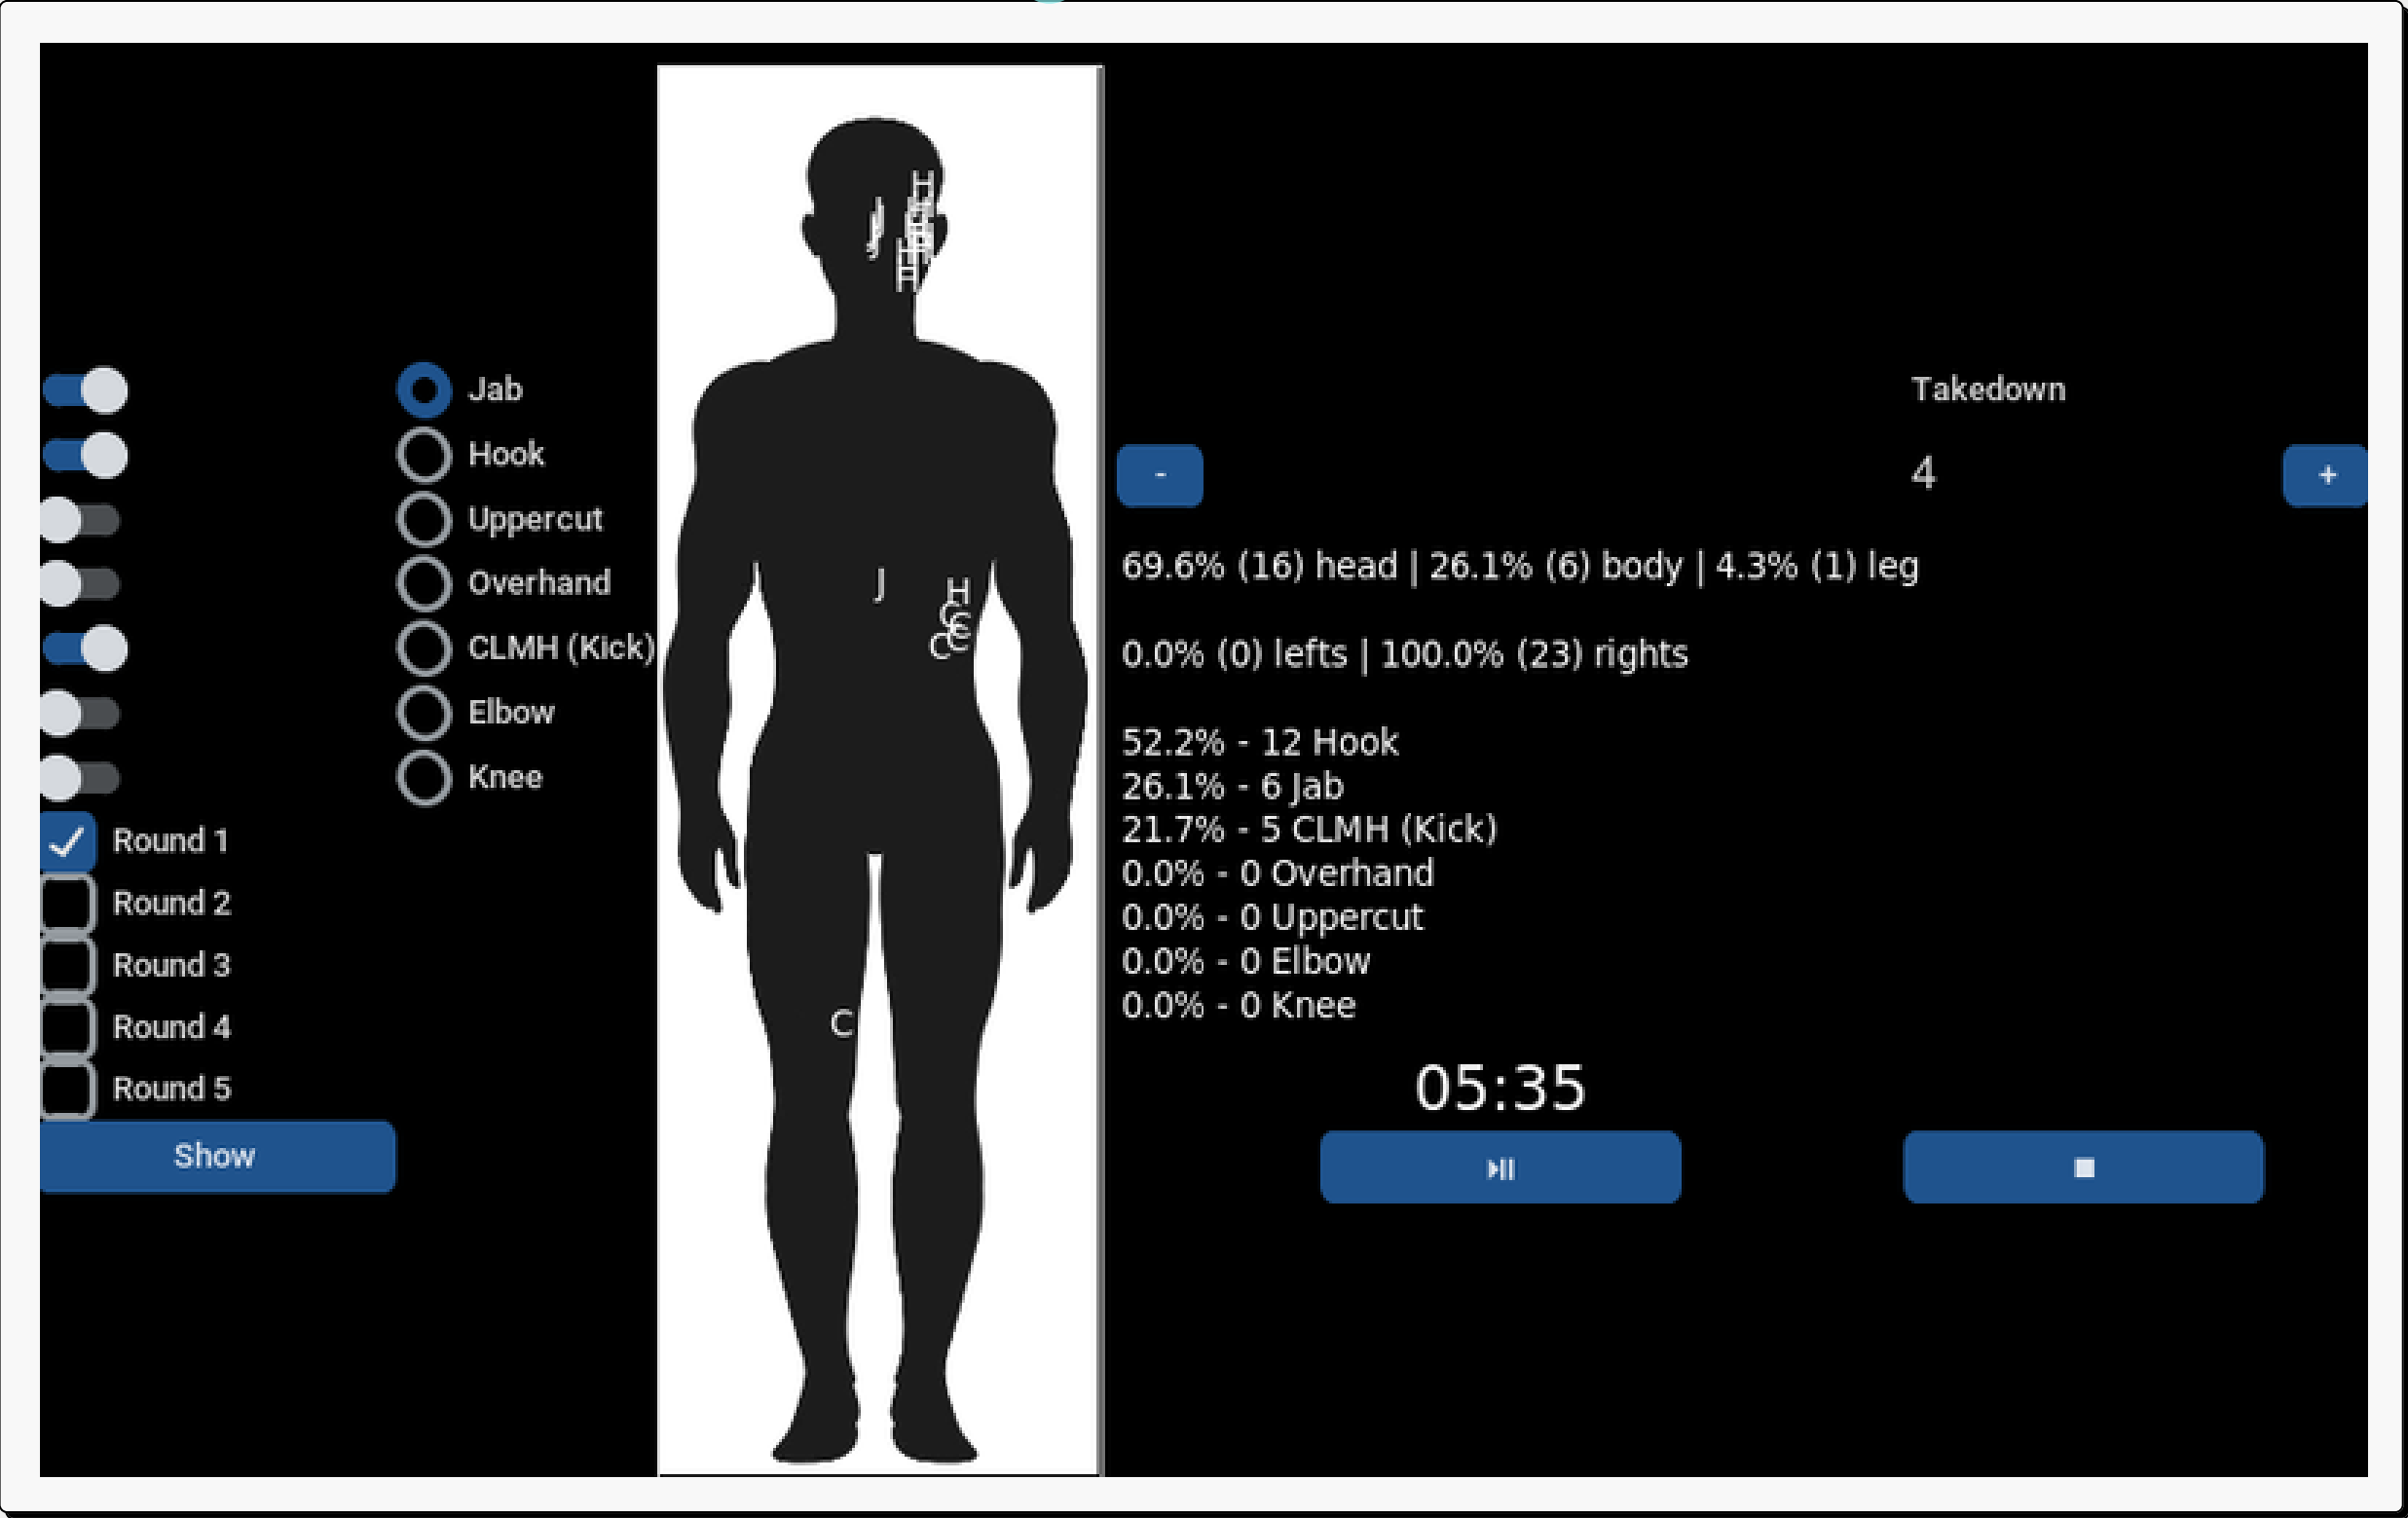 Jab
Hook
Uppercut
Overhand
CLMH (Kick)
Elbow
Knee
Round 1
Round 2
Round 3
Round 4
Round 5
Show
J
H
J
H
C
C
C
C
C
Takedown
-
4
+
69.6% (16) head | 26.1% (6) body | 4.3% (1) leg
0.0% (0) lefts | 100.0% (23) rights
52.2% - 12 Hook
26.1% - 6 Jab
21.7% - 5 CLMH (Kick)
0.0% - 0 Overhand
0.0% - 0 Uppercut
0.0% - 0 Elbow
0.0% - 0 Knee
05:35